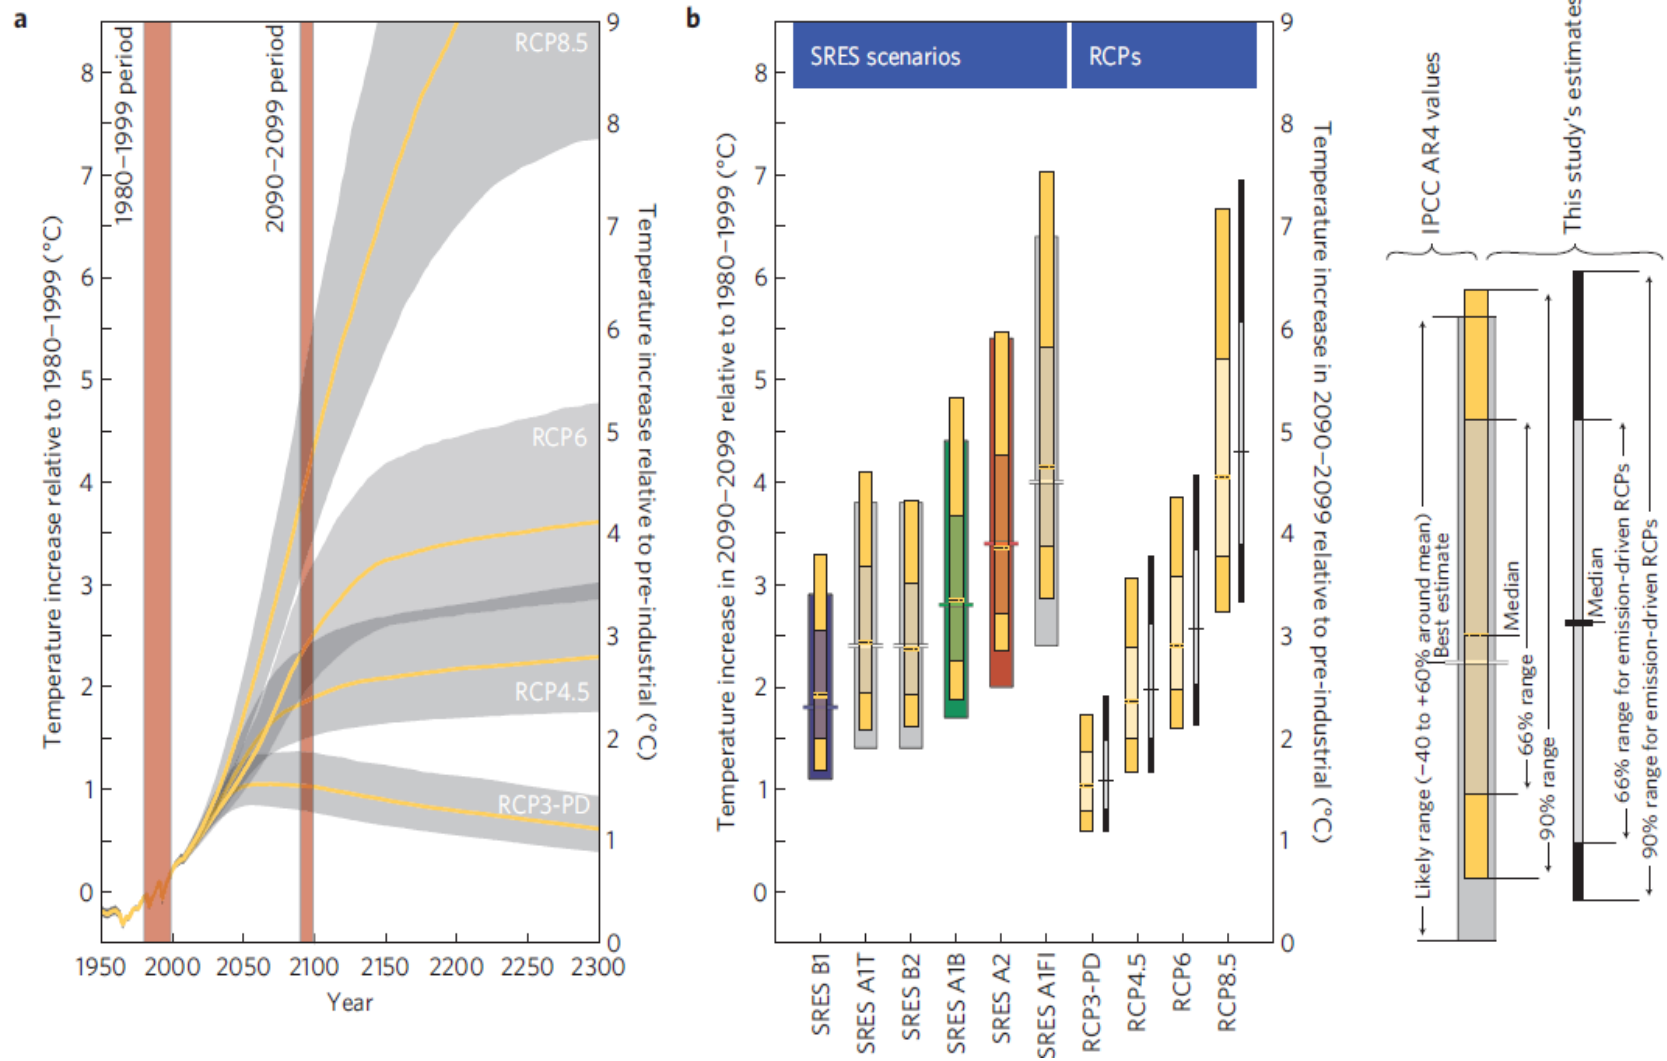 a
1980–1999 period
2090–2099 period
RCP8.5
RCP6
RCP4.5
RCP3-PD
Temperature increase relative to 1980–1999 (°C)
8
7
6
5
4
3
2
1
0
9
8
7
6
5
4
3
2
1
0
Temperature increase relative to pre-industrial (°C)
1950 2000 2050 2100 2150 2200 2250 2300
Year
b
SRES scenarios
RCPs
Temperature increase in 2090–2099 relative to 1980–1999 (°C)
8
7
6
5
4
3
2
1
0
9
8
7
6
5
4
3
2
1
0
Temperature increase in 2090–2099 relative to pre-industrial (°C)
SRES B1
SRES A1T
SRES B2
SRES A1B
SRES A2
SRES A1FI
RCP3-PD
RCP4.5
RCP6
RCP8.5
IPCC AR4 values
This study's estimates
Likely range (–40 to +60% around mean)
Best estimate
Median
66% range
90% range
Median
66% range for emission-driven RCPs
90% range for emission-driven RCPs